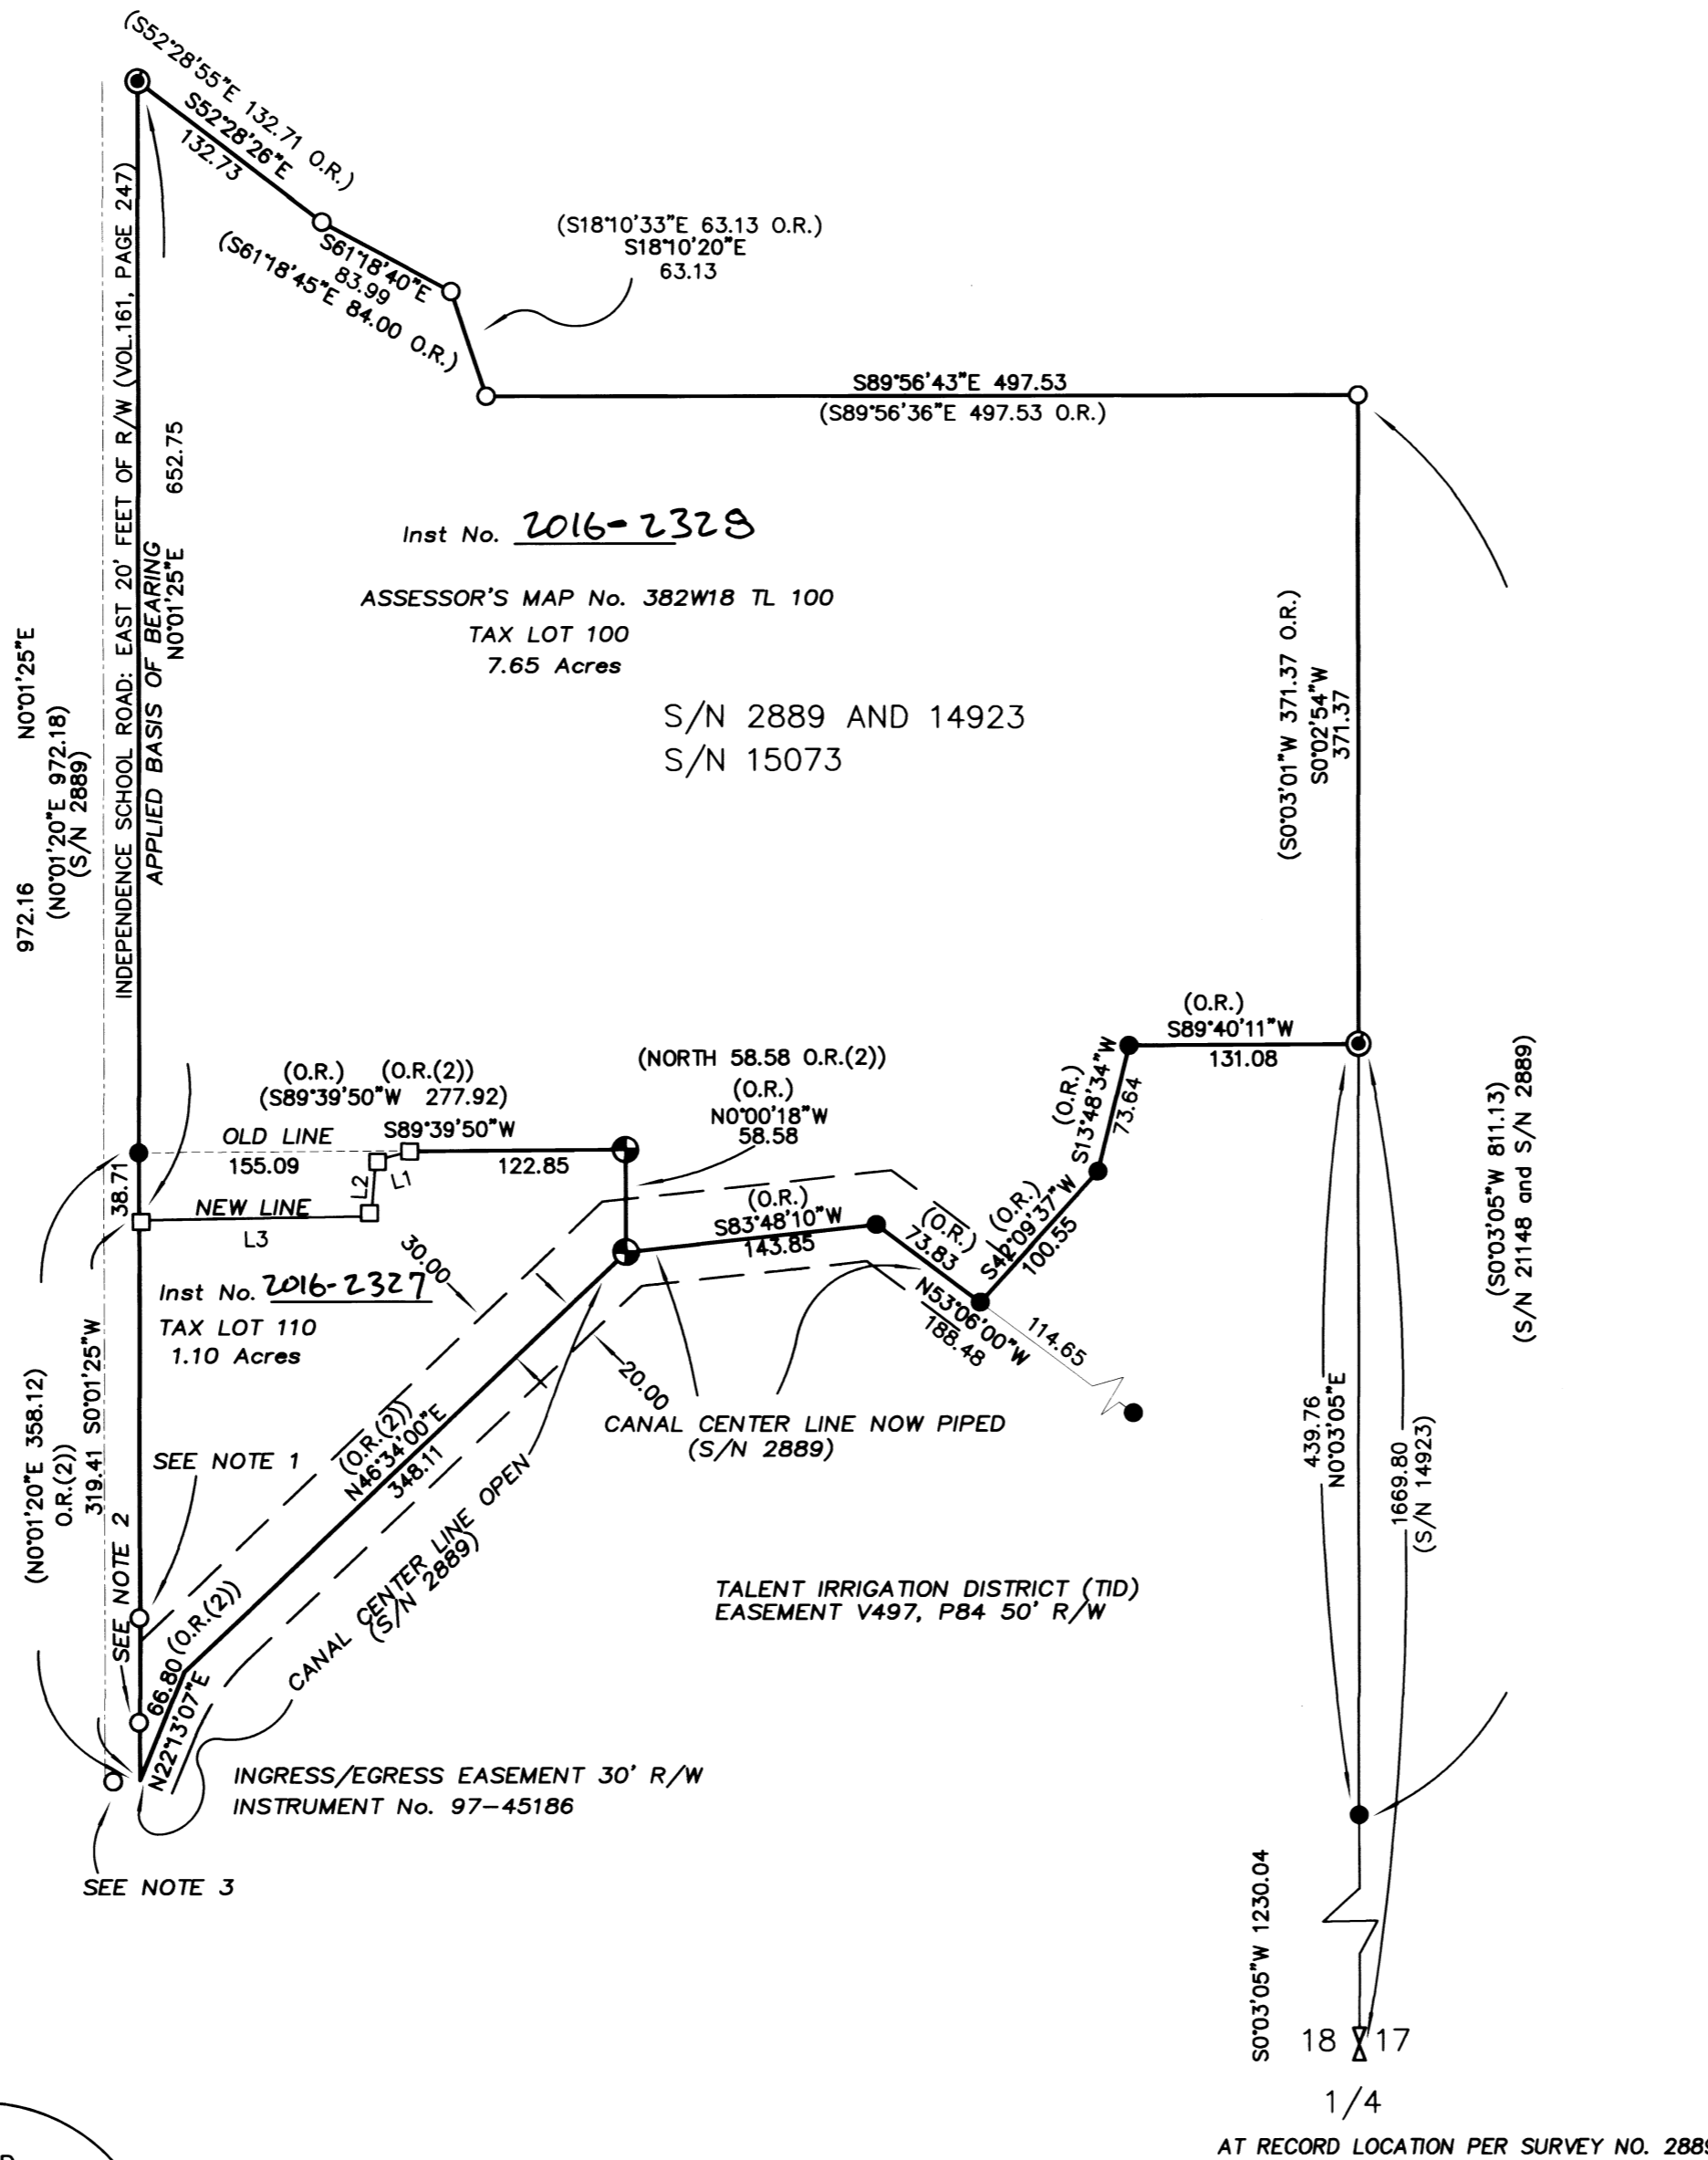 (S52°28'55"E 132.71 O.R.)
S52°28'26"E
132.73
S61°18'40"E
83.99
(S61°18'45"E 84.00 O.R.)
(S18°10'33"E 63.13 O.R.)
S18°10'20"E
63.13
S89°56'43"E 497.53
(S89°56'36"E 497.53 O.R.)
INDEPENDENCE SCHOOL ROAD: EAST 20' FEET OF R/W (VOL.161, PAGE 247)
APPLIED BASIS OF BEARING
N0°01'25"E 652.75
972.16 N0°01'25"E
(N0°01'20"E 972.18)
(S/N 2889)
Inst No. 2016-2328
ASSESSOR'S MAP No. 382W18 TL 100
TAX LOT 100
7.65 Acres
S/N 2889 AND 14923
S/N 15073
(S0°03'01"W 371.37 O.R.)
S0°02'54"W
371.37
(O.R.)
S89°40'11"W
131.08
(O.R.)
S13°48'34"W
73.64
(O.R.)
S42°09'37"W
100.55
(NORTH 58.58 O.R.(2))
(O.R.)
N0°00'18"W
58.58
(O.R.) (O.R.(2))
(S89°39'50"W 277.92)
S89°39'50"W
122.85
OLD LINE
155.09
L1
L2
NEW LINE
L3
38.71
(O.R.)
S83°48'10"W
143.85
(O.R.)
73.83
N53°06'00"W
188.48
114.65
30.00
20.00
Inst No. 2016-2327
TAX LOT 110
1.10 Acres
CANAL CENTER LINE NOW PIPED
(S/N 2889)
(O.R.(2))
N46°34'00"E
348.11
CANAL CENTER LINE OPEN
(S/N 2889)
(N0°01'20"E 358.12)
O.R.(2))
319.41 S0°01'25"W
SEE NOTE 1
SEE NOTE 2
66.80 (O.R.(2))
N22°13'07"E
TALENT IRRIGATION DISTRICT (TID)
EASEMENT V497, P84 50' R/W
INGRESS/EGRESS EASEMENT 30' R/W
INSTRUMENT No. 97-45186
SEE NOTE 3
439.76
N0°03'05"E
1669.80
(S/N 14923)
(S0°03'05"W 811.13)
(S/N 21148 and S/N 2889)
S0°03'05"W 1230.04
18 17
1/4
AT RECORD LOCATION PER SURVEY NO. 2889